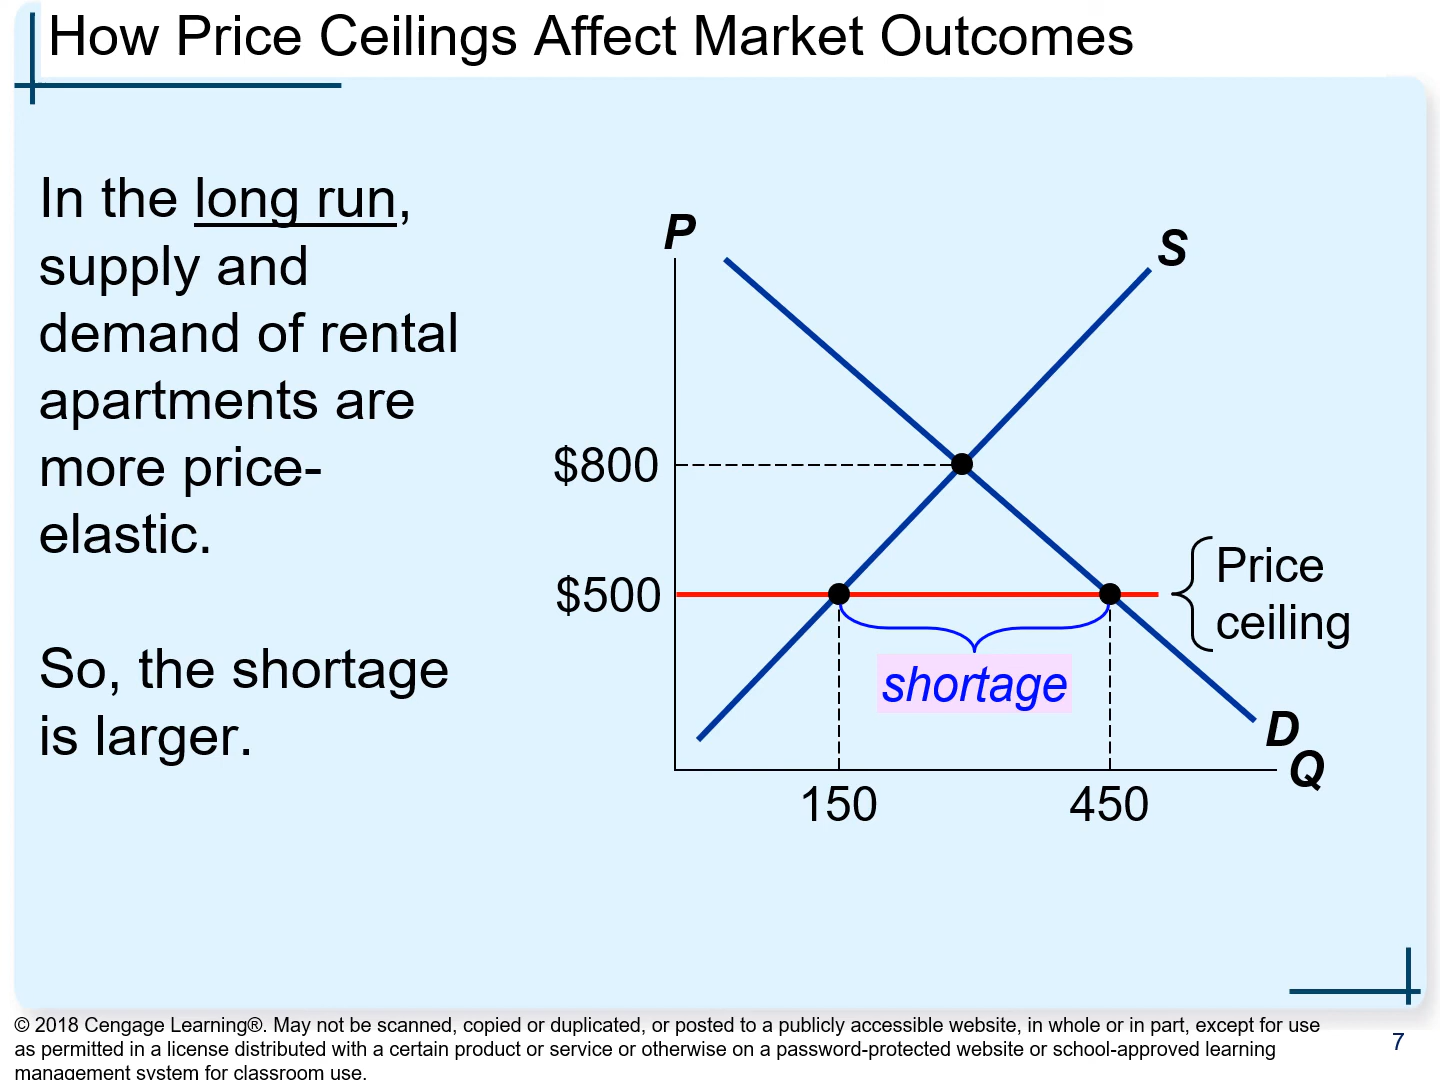 How Price Ceilings Affect Market Outcomes
In the long run,
supply and
demand of rental
apartments are
more price-
elastic.
So, the shortage
is larger.
P
S
$800
$500
Price
ceiling
shortage
D
Q
150
450
© 2018 Cengage Learning®. May not be scanned, copied or duplicated, or posted to a publicly accessible website, in whole or in part, except for use
as permitted in a license distributed with a certain product or service or otherwise on a password-protected website or school-approved learning
management system for classroom use.
7